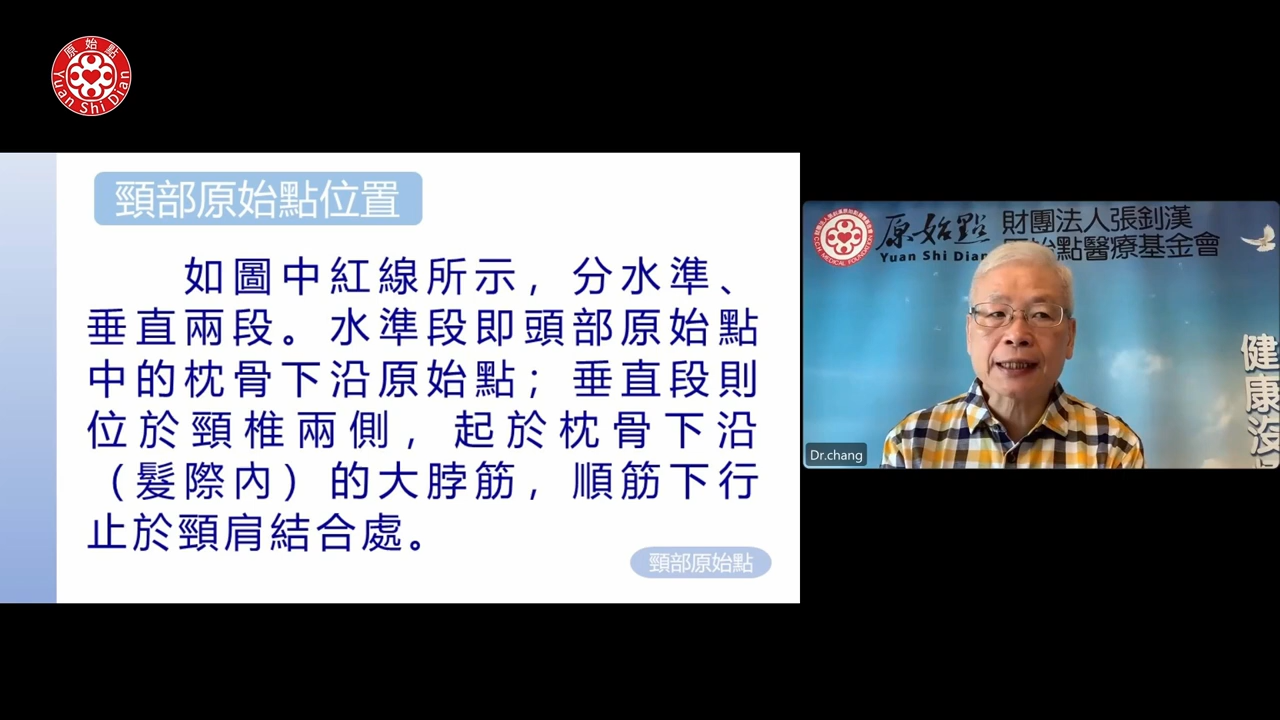 原始點
Yuan Shi Dian
頸部原始點位置
如圖中紅線所示，分水準、
垂直兩段。水準段即頭部原始點
中的枕骨下沿原始點；垂直段則
位於頸椎兩側，起於枕骨下沿
（髮際內）的大脖筋，順筋下行
止於頸肩結合處。
頸部原始點
原始點
Yuan Shi Dian
財團法人張釗漢
原始點醫療基金會
健康沒
Dr.chang